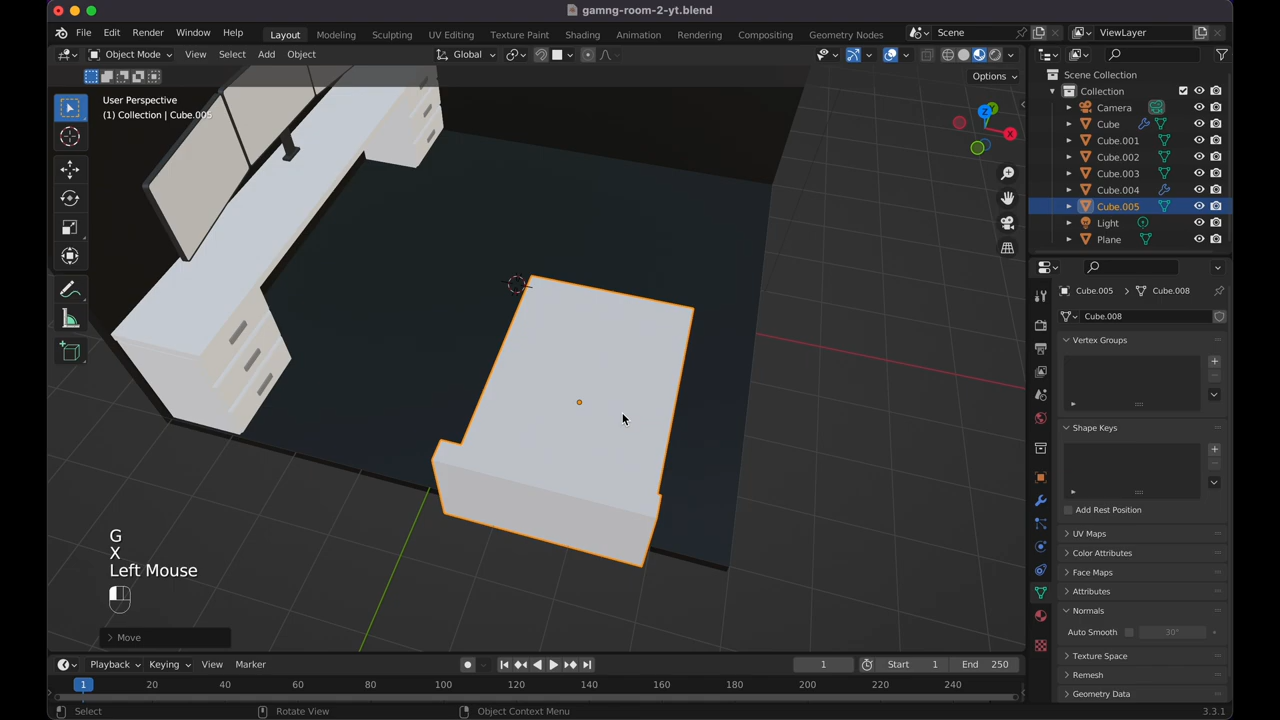 gamng-room-2-yt.blend
File Edit Render Window Help Layout Modeling Sculpting UV Editing Texture Paint Shading Animation Rendering Compositing Geometry Nodes Scene ViewLayer
Object Mode View Select Add Object Global
Options
User Perspective
(1) Collection | Cube.005
Z
Y
X
Scene Collection
Collection
Camera
Cube
Cube.001
Cube.002
Cube.003
Cube.004
Cube.005
Light
Plane
Cube.005 Cube.008
Cube.008
Vertex Groups
Shape Keys
Add Rest Position
UV Maps
Color Attributes
Face Maps
Attributes
Normals
Auto Smooth 30°
Texture Space
Remesh
Geometry Data
G
X
Left Mouse
Move
Playback Keying View Marker 1 Start 1 End 250
1 20 40 60 80 100 120 140 160 180 200 220 240
Select Rotate View Object Context Menu 3.3.1